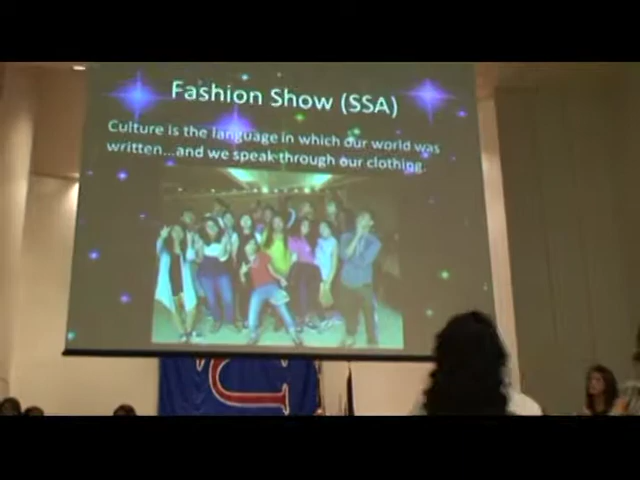 Fashion Show (SSA)
Culture is the language in which our world was
written...and we speak through our clothing.